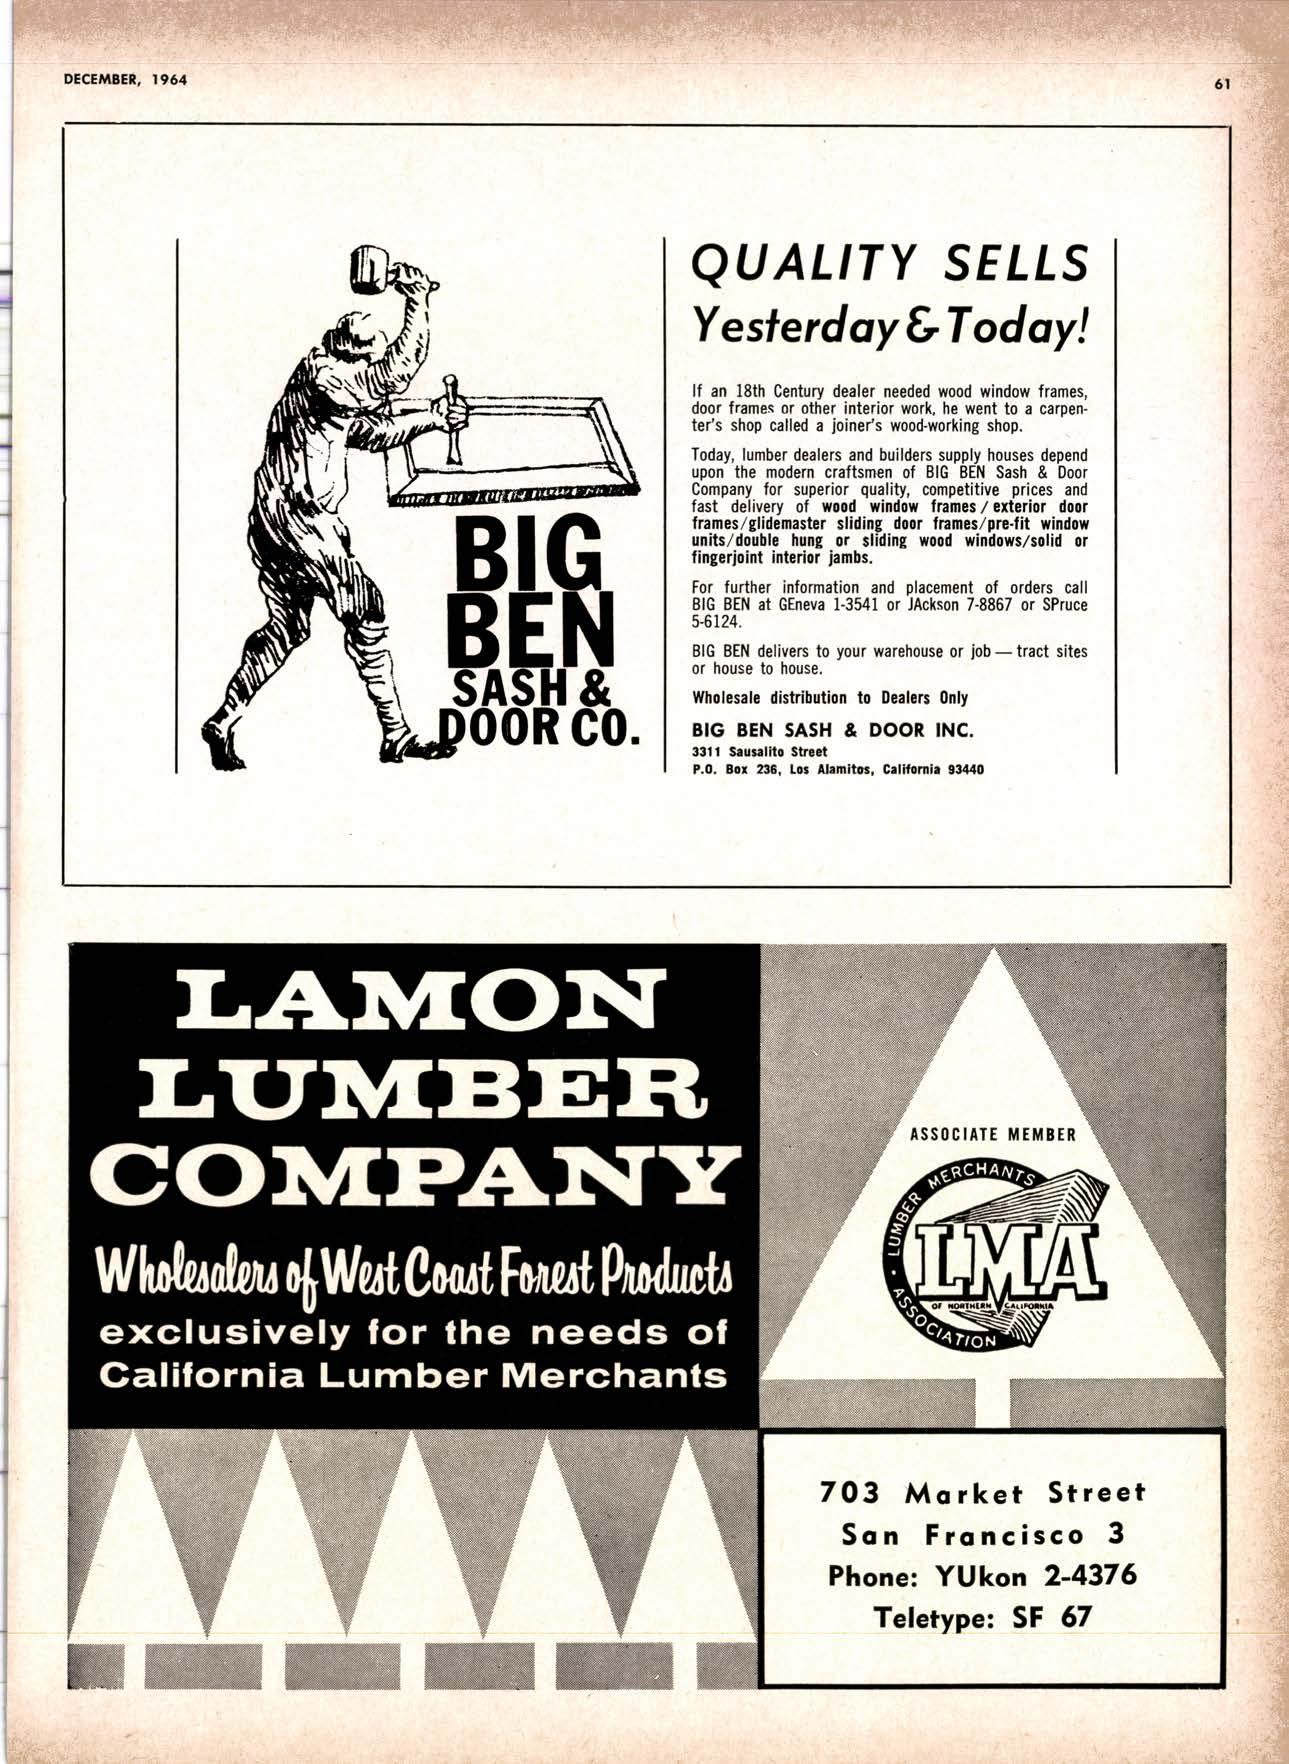 DECEMBER, 1964
61
BIG
BEN
SASH &
DOOR CO.
QUALITY SELLS
Yesterday & Today!
If an 18th Century dealer needed wood window frames,
door frames or other interior work, he went to a carpen-
ter's shop called a joiner's wood-working shop.
Today, lumber dealers and builders supply houses depend
upon the modern craftsmen of BIG BEN Sash & Door
Company for superior quality, competitive prices and
fast delivery of wood window frames / exterior door
frames/glidemaster sliding door frames/pre-fit window
units/double hung or sliding wood windows/solid or
fingerjoint interior jambs.
For further information and placement of orders call
BIG BEN at GEneva 1-3541 or JAckson 7-8867 or SPruce
5-6124.
BIG BEN delivers to your warehouse or job — tract sites
or house to house.
Wholesale distribution to Dealers Only
BIG BEN SASH & DOOR INC.
3311 Sausalito Street
P.O. Box 236, Los Alamitos, California 93440
LAMON
LUMBER
COMPANY
Wholesalers of West Coast Forest Products
exclusively for the needs of
California Lumber Merchants
ASSOCIATE MEMBER
LUMBER MERCHANTS
LMA
OF NORTHERN CALIFORNIA
ASSOCIATION
703 Market Street
San Francisco 3
Phone: YUkon 2-4376
Teletype: SF 67